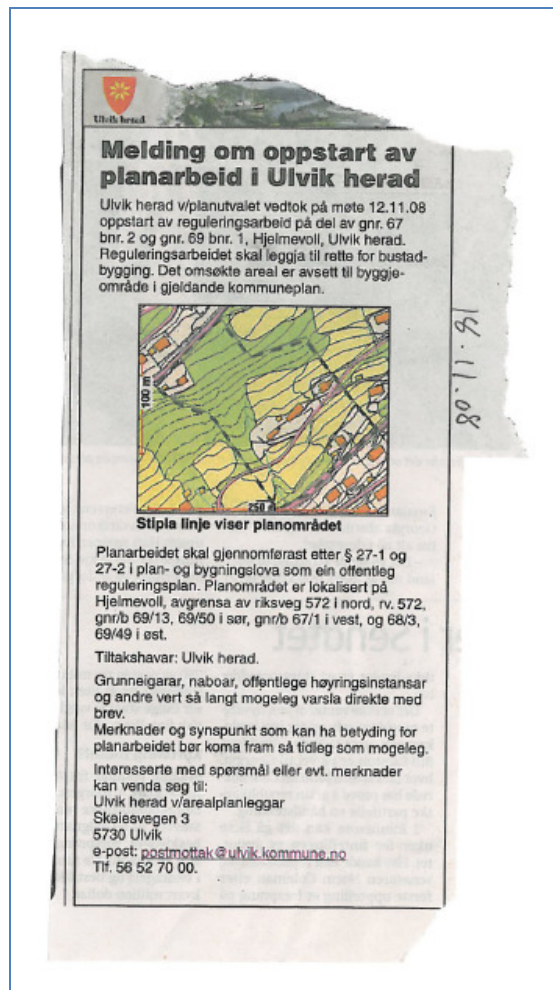 Ulvik herad
Melding om oppstart av
planarbeid i Ulvik herad
Ulvik herad v/planutvalet vedtok på møte 12.11.08
oppstart av reguleringsarbeid på del av gnr. 67
bnr. 2 og gnr. 69 bnr. 1, Hjelmevoll, Ulvik herad.
Reguleringsarbeidet skal leggja til rette for bustad-
bygging. Det omsøkte areal er avsett til byggje-
område i gjeldande kommuneplan.
100 m
250 m
18.11.08
Stipla linje viser planområdet
Planarbeidet skal gjennomførast etter § 27-1 og
27-2 i plan- og bygningslova som ein offentleg
reguleringsplan. Planområdet er lokalisert på
Hjelmevoll, avgrensa av riksveg 572 i nord, rv. 572,
gnr/b 69/13, 69/50 i sør, gnr/b 67/1 i vest, og 68/3,
69/49 i øst.
Tiltakshavar: Ulvik herad.
Grunneigarar, naboar, offentlege høyringsinstansar
og andre vert så langt mogeleg varsla direkte med
brev.
Merknader og synspunkt som kan ha betyding for
planarbeidet bør koma fram så tidleg som mogeleg.
Interesserte med spørsmål eller evt. merknader
kan venda seg til:
Ulvik herad v/arealplanleggar
Skeiesvegen 3
5730 Ulvik
e-post: postmottak@ulvik.kommune.no
Tlf. 56 52 70 00.